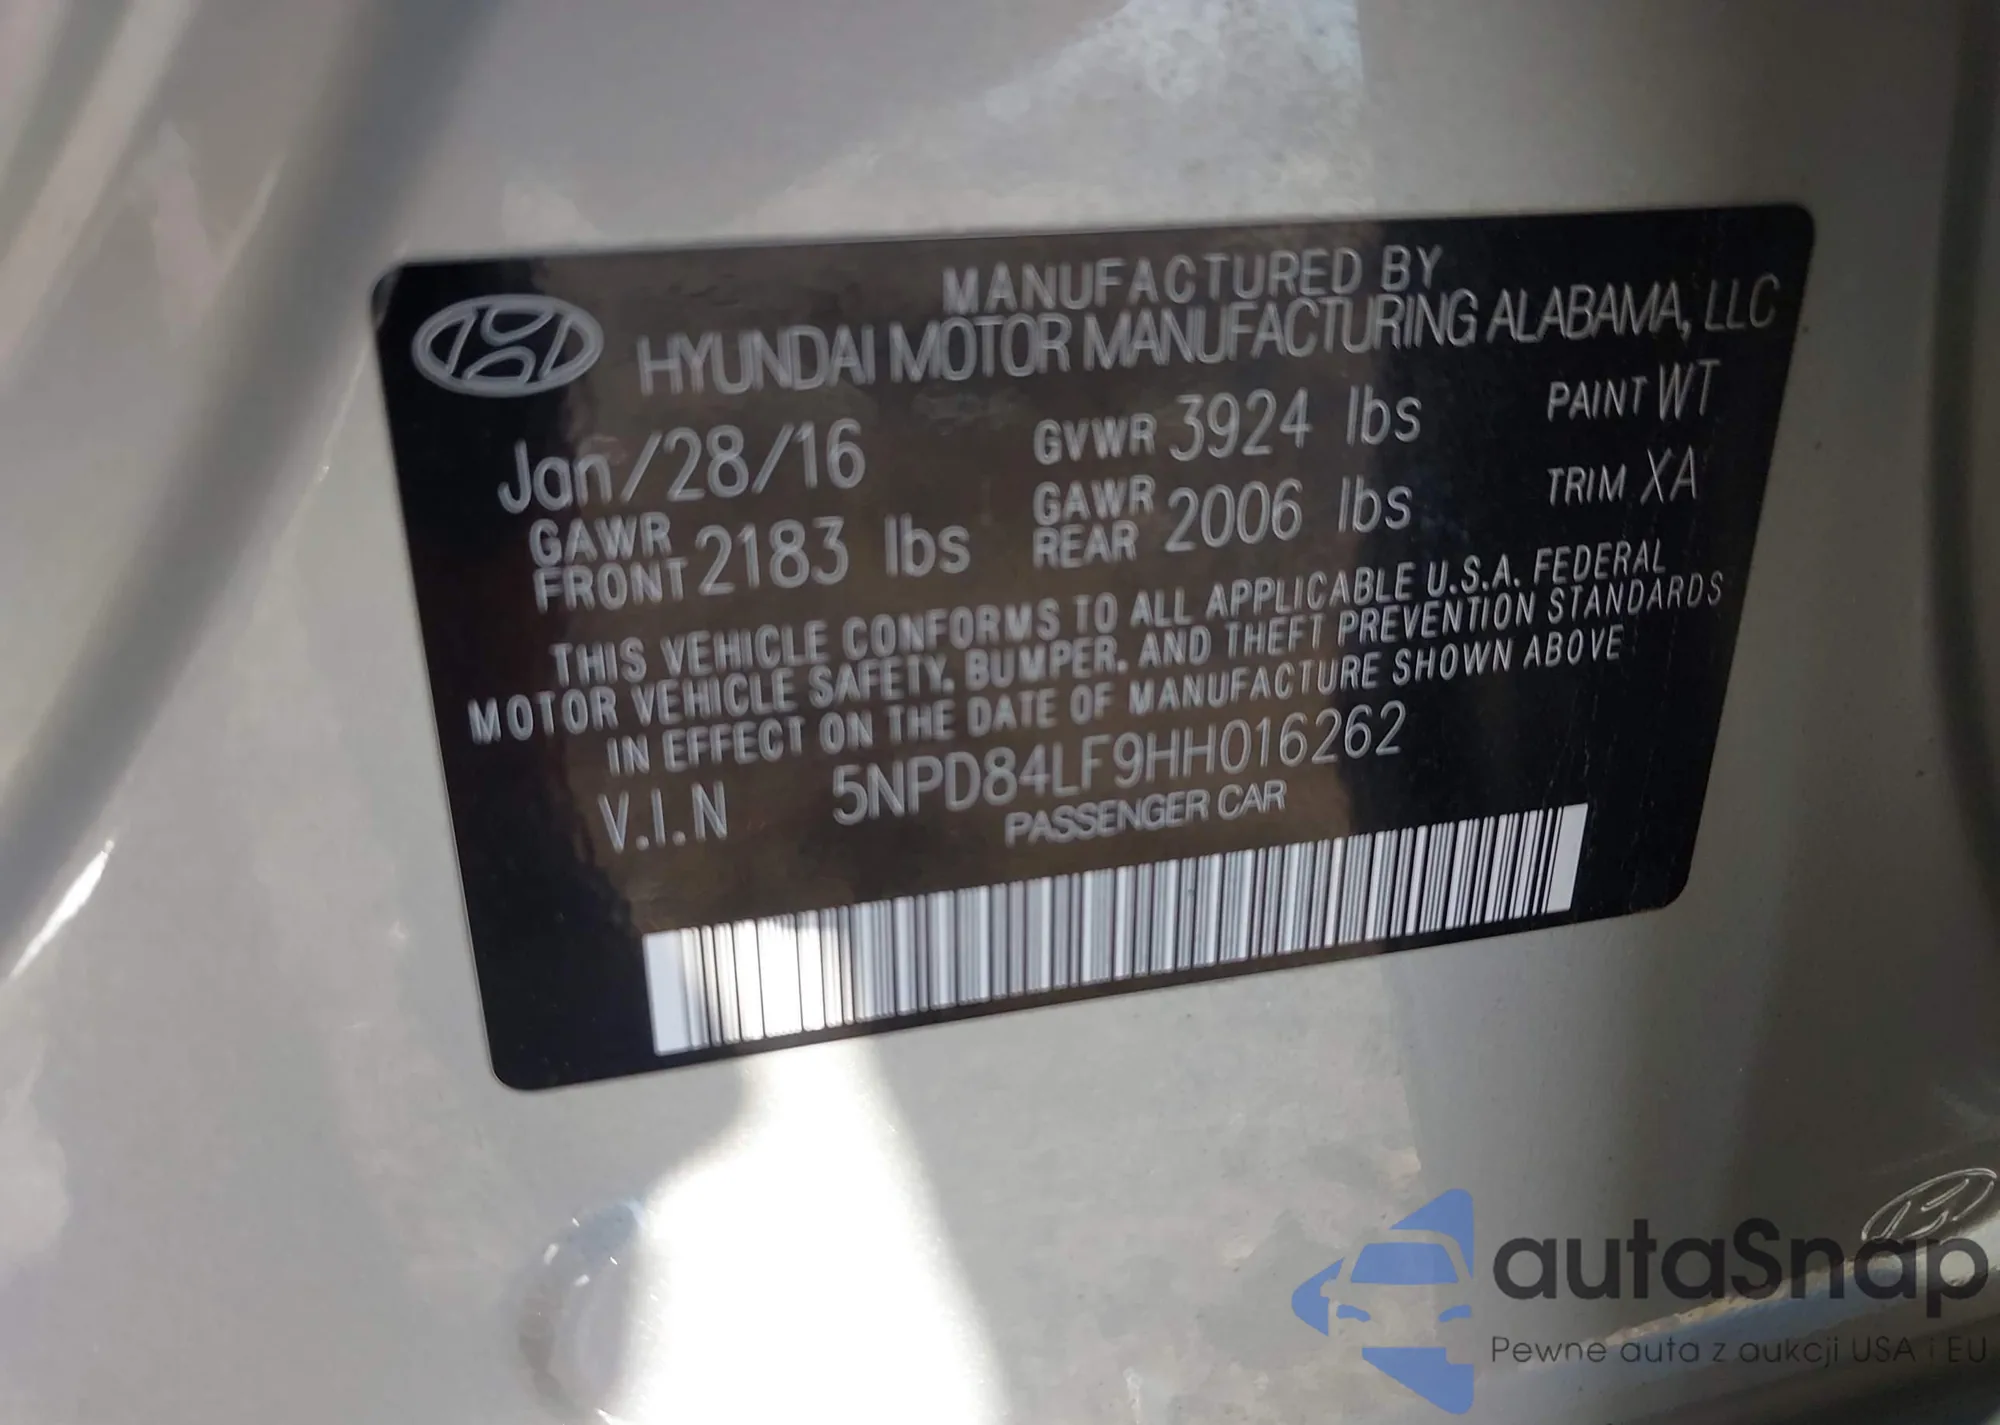 MANUFACTURED BY
HYUNDAI MOTOR MANUFACTURING ALABAMA, LLC
Jan/28/16 GVWR 3924 lbs PAINT WT
GAWR FRONT 2183 lbs GAWR REAR 2006 lbs TRIM XA
THIS VEHICLE CONFORMS TO ALL APPLICABLE U.S.A. FEDERAL
MOTOR VEHICLE SAFETY, BUMPER, AND THEFT PREVENTION STANDARDS
IN EFFECT ON THE DATE OF MANUFACTURE SHOWN ABOVE
V.I.N 5NPD84LF9HH016262
PASSENGER CAR
autaSnap
Pewne auta z aukcji USA i EU